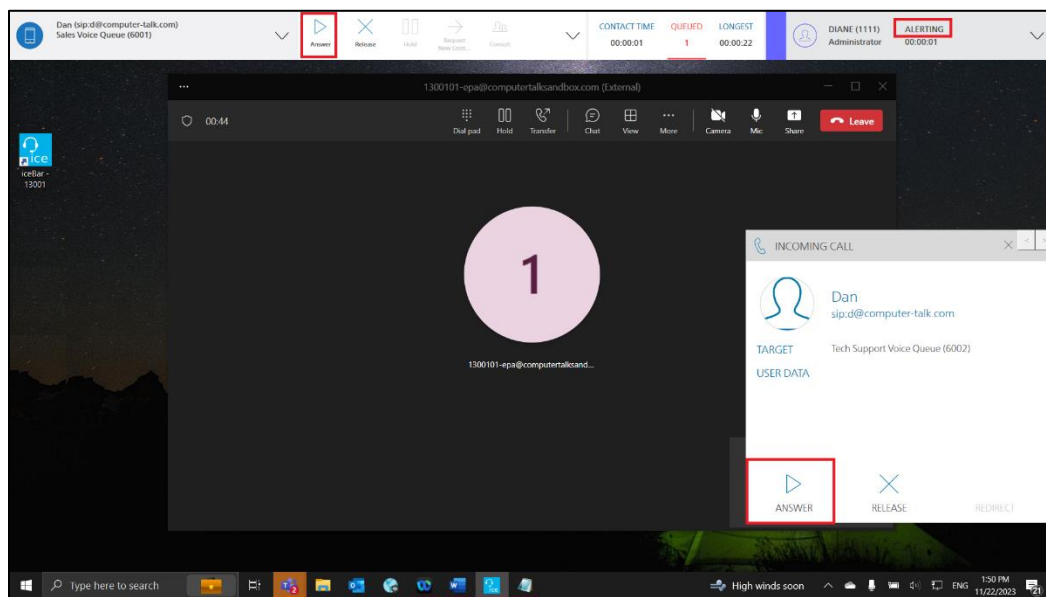 Dan (sip:d@computer-talk.com)
Sales Voice Queue (6001)
Answer
Release
Hold
Request
New Cont...
Consult
CONTACT TIME
00:00:01
QUEUED
1
LONGEST
00:00:22
DIANE (1111)
Administrator
ALERTING
00:00:01
1300101-epa@computertalksandbox.com (External)
00:44
Dial pad
Hold
Transfer
Chat
View
More
Camera
Mic
Share
Leave
ice
iceBar -
13001
1
1300101-epa@computertalksand...
INCOMING CALL
Dan
sip:d@computer-talk.com
TARGET
Tech Support Voice Queue (6002)
USER DATA
ANSWER
RELEASE
REDIRECT
Type here to search
High winds soon
ENG
1:50 PM
11/22/2023
21